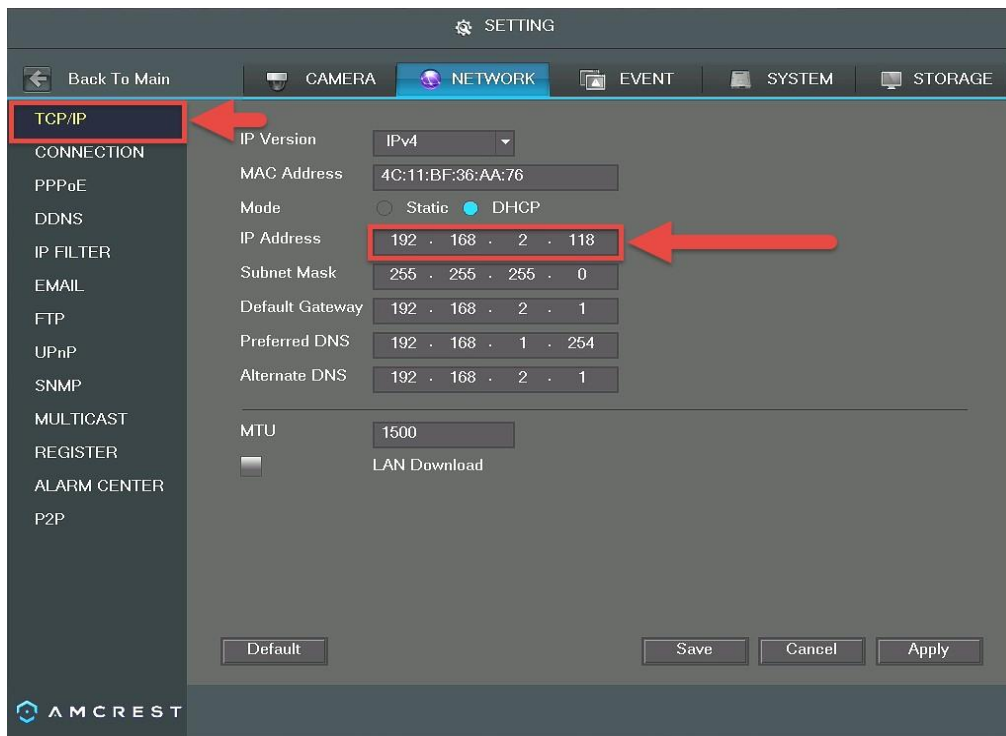 SETTING
Back To Main CAMERA NETWORK EVENT SYSTEM STORAGE
TCP/IP
CONNECTION
PPPoE
DDNS
IP FILTER
EMAIL
FTP
UPnP
SNMP
MULTICAST
REGISTER
ALARM CENTER
P2P
IP Version IPv4
MAC Address 4C:11:BF:36:AA:76
Mode Static DHCP
IP Address 192 . 168 . 2 . 118
Subnet Mask 255 . 255 . 255 . 0
Default Gateway 192 . 168 . 2 . 1
Preferred DNS 192 . 168 . 1 . 254
Alternate DNS 192 . 168 . 2 . 1
MTU 1500
LAN Download
Default Save Cancel Apply
AMCREST